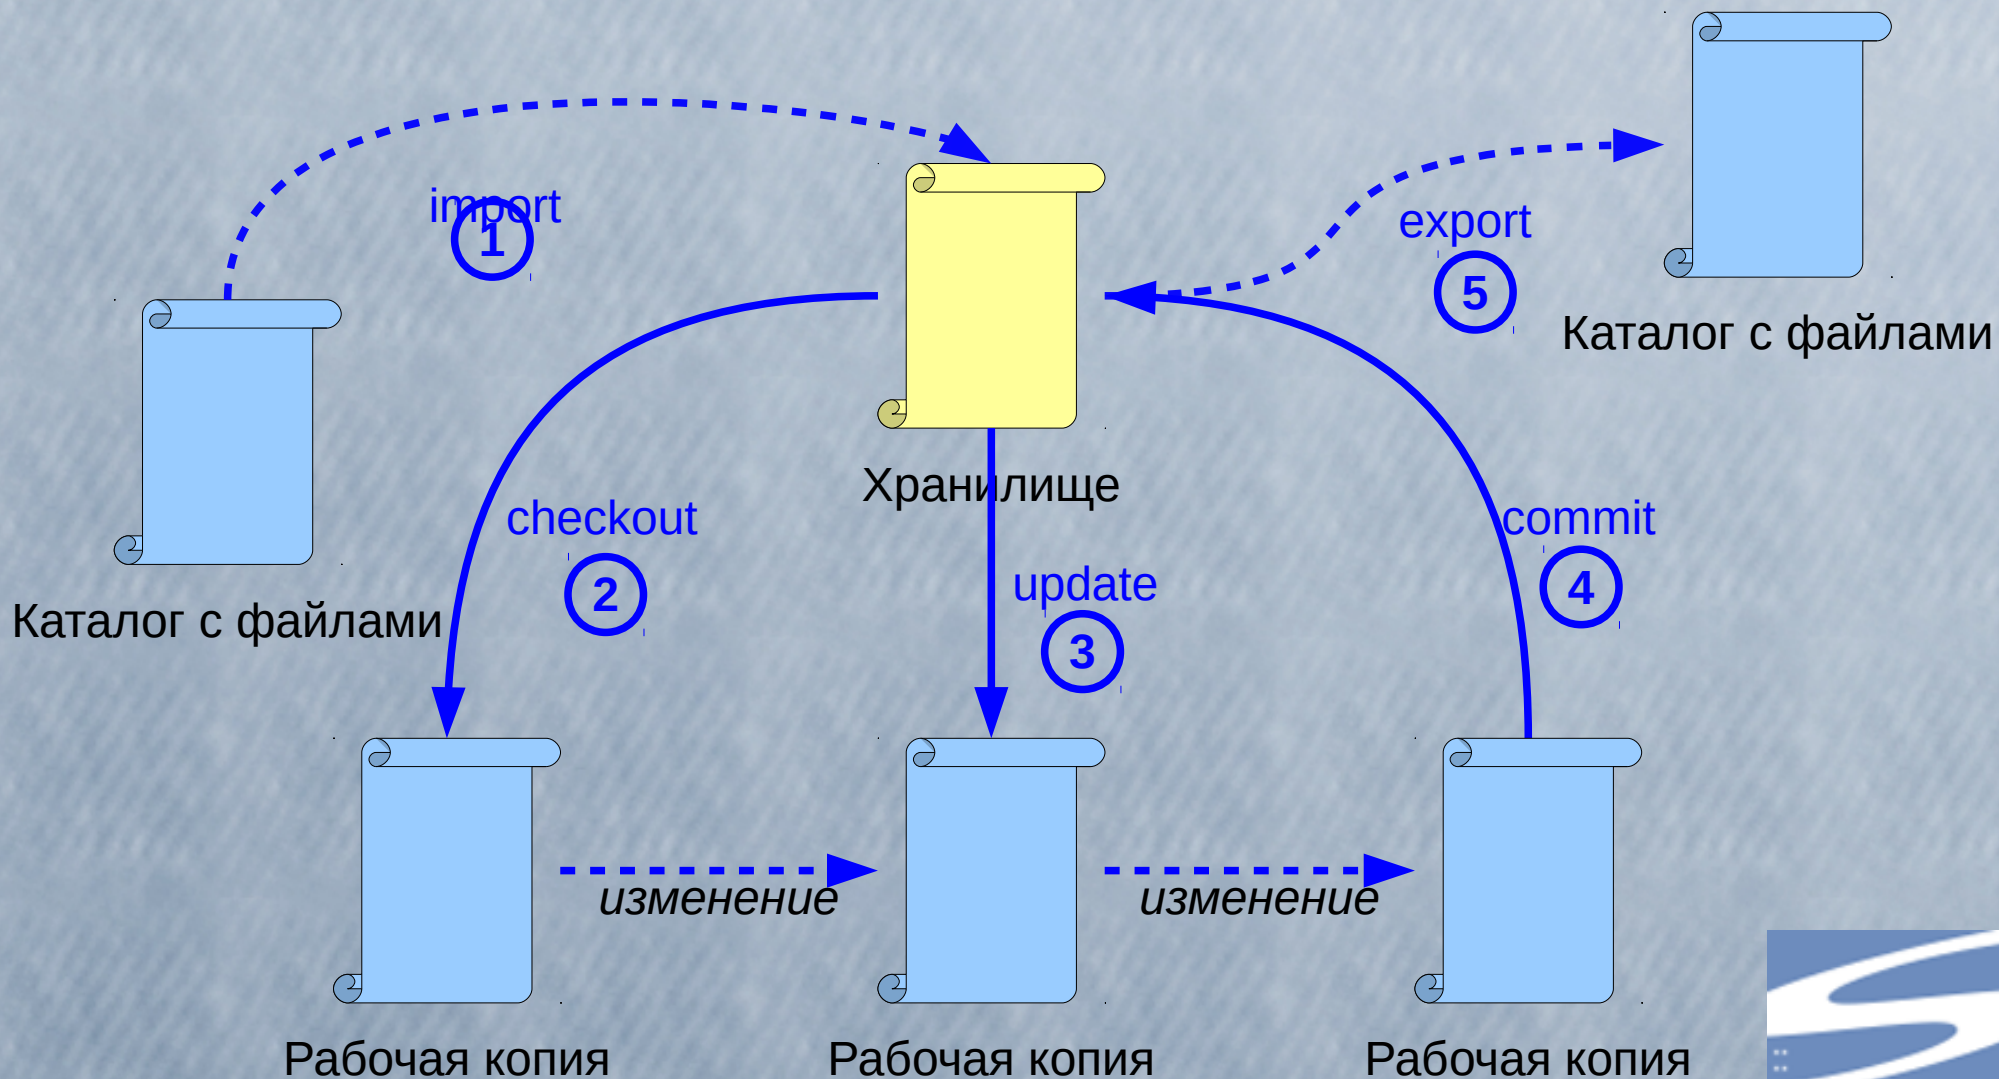 import
1
export
5
Каталог с файлами
Хранилище
checkout
2
commit
4
update
3
Каталог с файлами
изменение
изменение
Рабочая копия
Рабочая копия
Рабочая копия